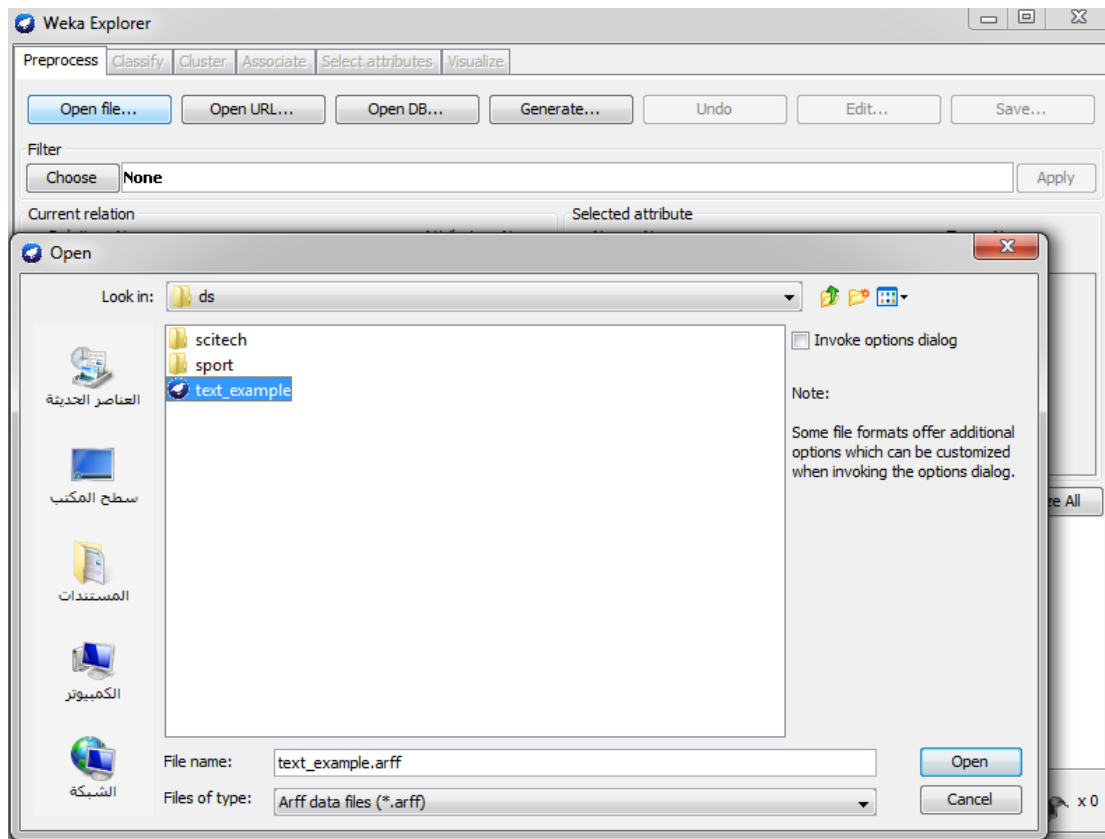 Weka Explorer
Preprocess Classify Cluster Associate Select attributes Visualize
Open file... Open URL... Open DB... Generate... Undo Edit... Save...
Filter
Choose None Apply
Current relation Selected attribute
Open
Look in: ds
scitech
sport
text_example
Invoke options dialog
Note:
Some file formats offer additional
options which can be customized
when invoking the options dialog.
العناصر الحديثة
سطح المكتب
المستندات
الكمبيوتر
الشبكة
ze All
File name: text_example.arff Open
Files of type: Arff data files (*.arff) Cancel
x 0